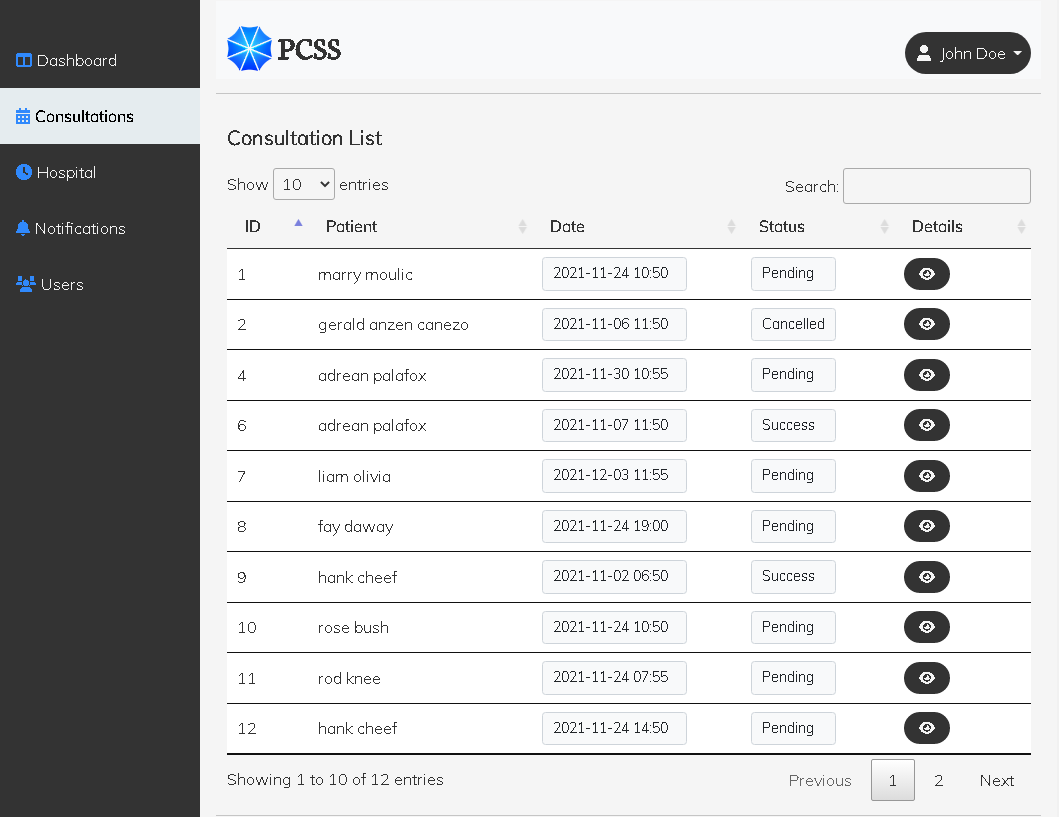 PCSS
John Doe
Dashboard
Consultations
Hospital
Notifications
Users
Consultation List
Show 10 entries
Search:
ID Patient Date Status Details
1 marry moulic 2021-11-24 10:50 Pending
2 gerald anzen canezo 2021-11-06 11:50 Cancelled
4 adrean palafox 2021-11-30 10:55 Pending
6 adrean palafox 2021-11-07 11:50 Success
7 liam olivia 2021-12-03 11:55 Pending
8 fay daway 2021-11-24 19:00 Pending
9 hank cheef 2021-11-02 06:50 Success
10 rose bush 2021-11-24 10:50 Pending
11 rod knee 2021-11-24 07:55 Pending
12 hank cheef 2021-11-24 14:50 Pending
Showing 1 to 10 of 12 entries
Previous 1 2 Next